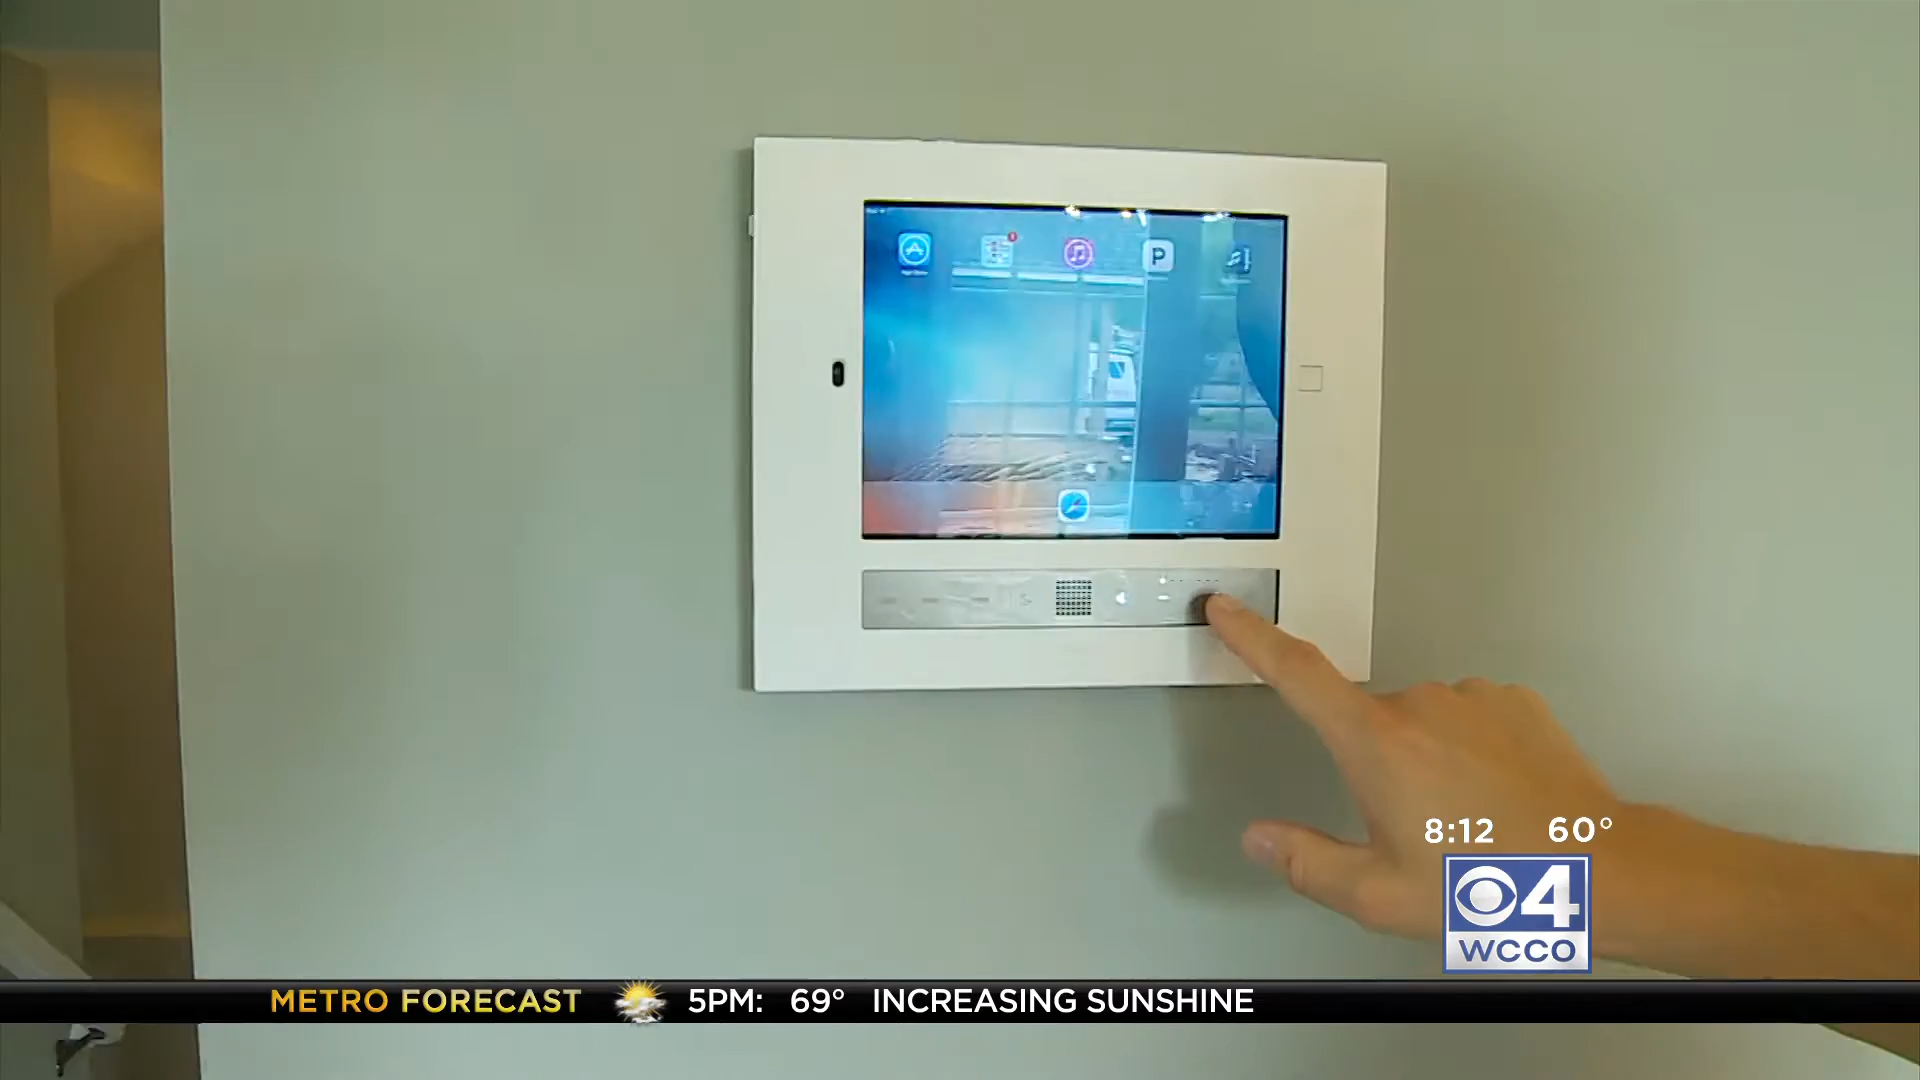 P
8:12 60°
4
WCCO
METRO FORECAST 5PM: 69° INCREASING SUNSHINE